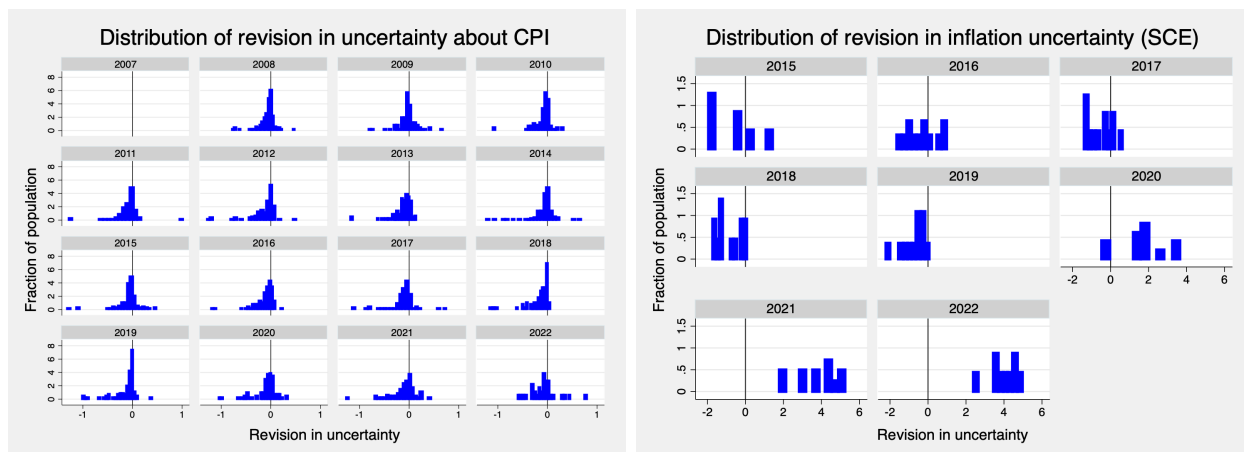 Distribution of revision in uncertainty about CPI
2007 2008 2009 2010
8
6
4
2
0
2011 2012 2013 2014
8
6
4
2
0
2015 2016 2017 2018
8
6
4
2
0
2019 2020 2021 2022
8
6
4
2
0
-1 0 1 -1 0 1 -1 0 1 -1 0 1
Fraction of population
Revision in uncertainty
Distribution of revision in inflation uncertainty (SCE)
2015 2016 2017
1.5
1
.5
0
2018 2019 2020
1.5
1
.5
0
-2 0 2 4 6
2021 2022
1.5
1
.5
0
-2 0 2 4 6 -2 0 2 4 6
Fraction of population
Revision in uncertainty